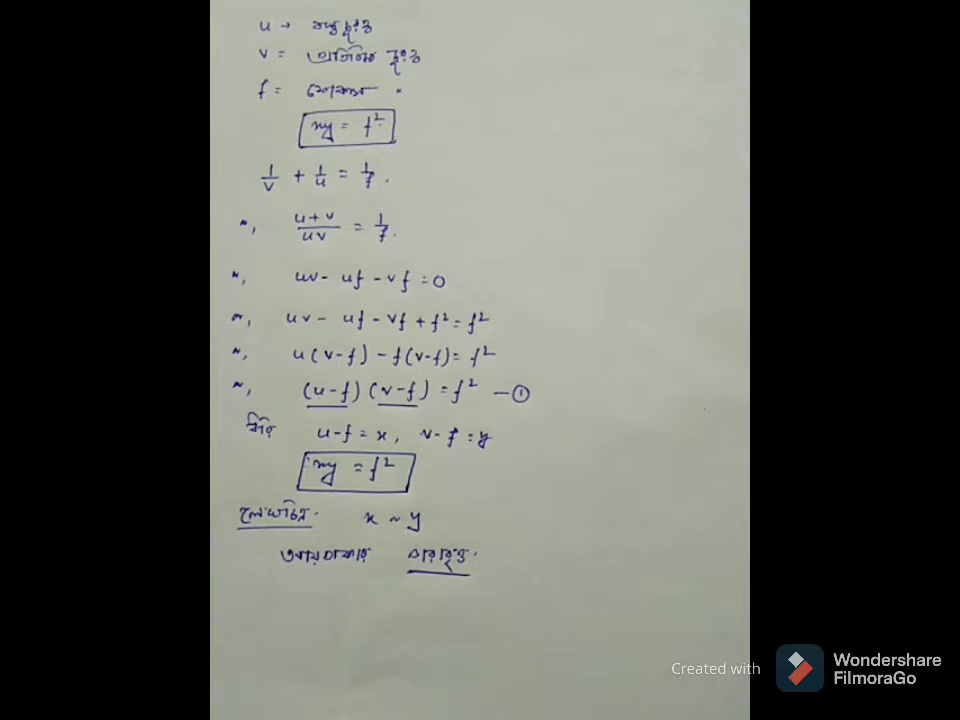 u → বস্তু দূরত্ব
v = প্রতিবিম্ব দূরত্ব
f = ফোকাস
xy = f²
1/v + 1/u = 1/f.
বা, (u + v)/uv = 1/f.
বা, uv - uf - vf = 0
বা, uv - uf - vf + f² = f²
বা, u(v-f) - f(v-f) = f²
বা, (u-f) (v-f) = f² — ①
ধরি u-f = x, v-f = y
xy = f²
লেখচিত্র. x ~ y
আয়তাকার পরাবৃত্ত.
Created with Wondershare FilmoraGo